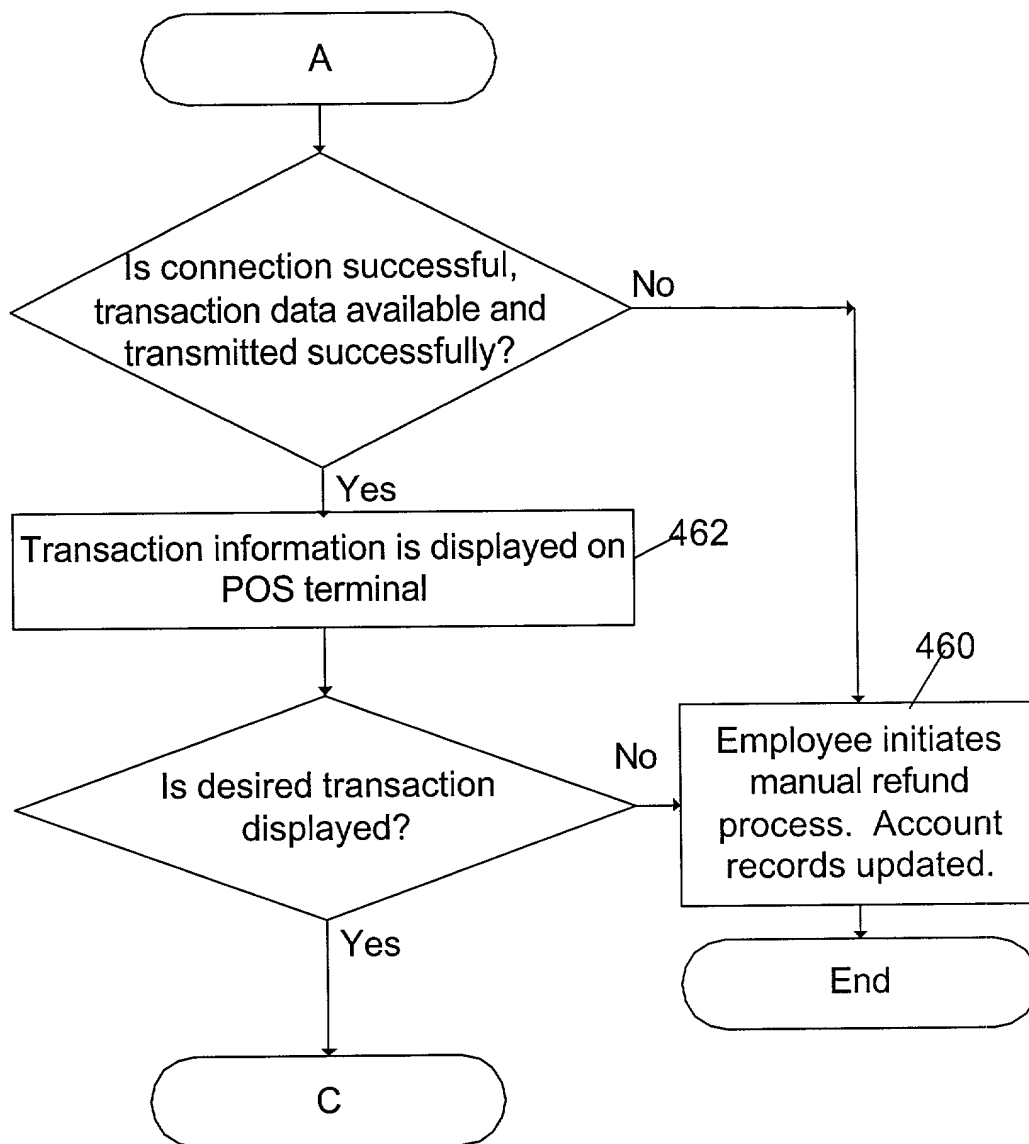 A
Is connection successful,
transaction data available and
transmitted successfully?
No
Yes
Transaction information is displayed on
POS terminal
462
460
Is desired transaction
displayed?
No
Employee initiates
manual refund
process. Account
records updated.
Yes
End
C